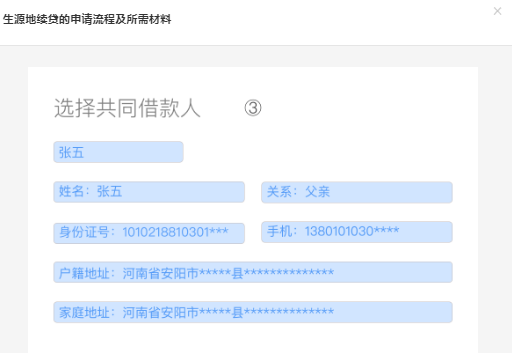 生源地续贷的申请流程及所需材料
×
选择共同借款人 ③
张五
姓名：张五 关系：父亲
身份证号：1010218810301*** 手机：1380101030****
户籍地址：河南省安阳市*****县**************
家庭地址：河南省安阳市*****县**************